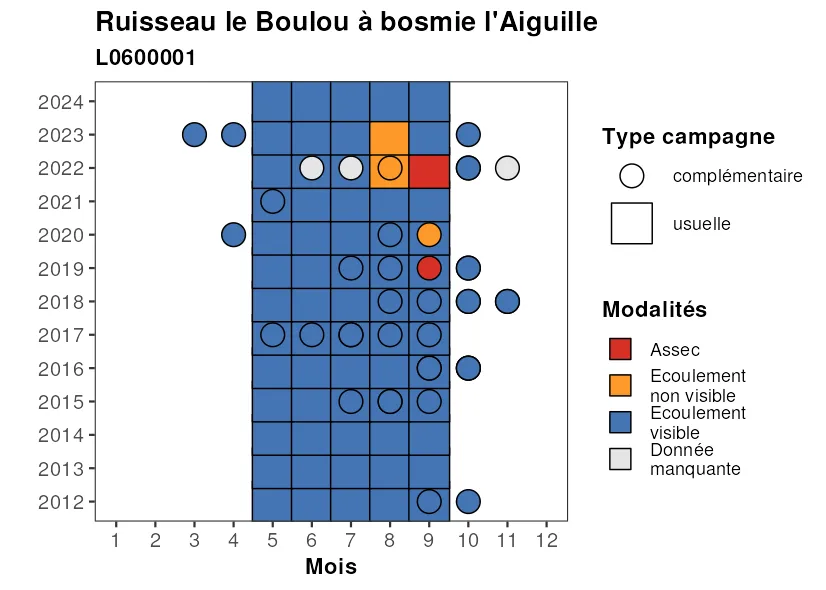 Ruisseau le Boulou à bosmie l'Aiguille
L0600001
2024
2023
2022
2021
2020
2019
2018
2017
2016
2015
2014
2013
2012
1 2 3 4 5 6 7 8 9 10 11 12
Mois
Type campagne
complémentaire
usuelle
Modalités
Assec
Ecoulement
non visible
Ecoulement
visible
Donnée
manquante